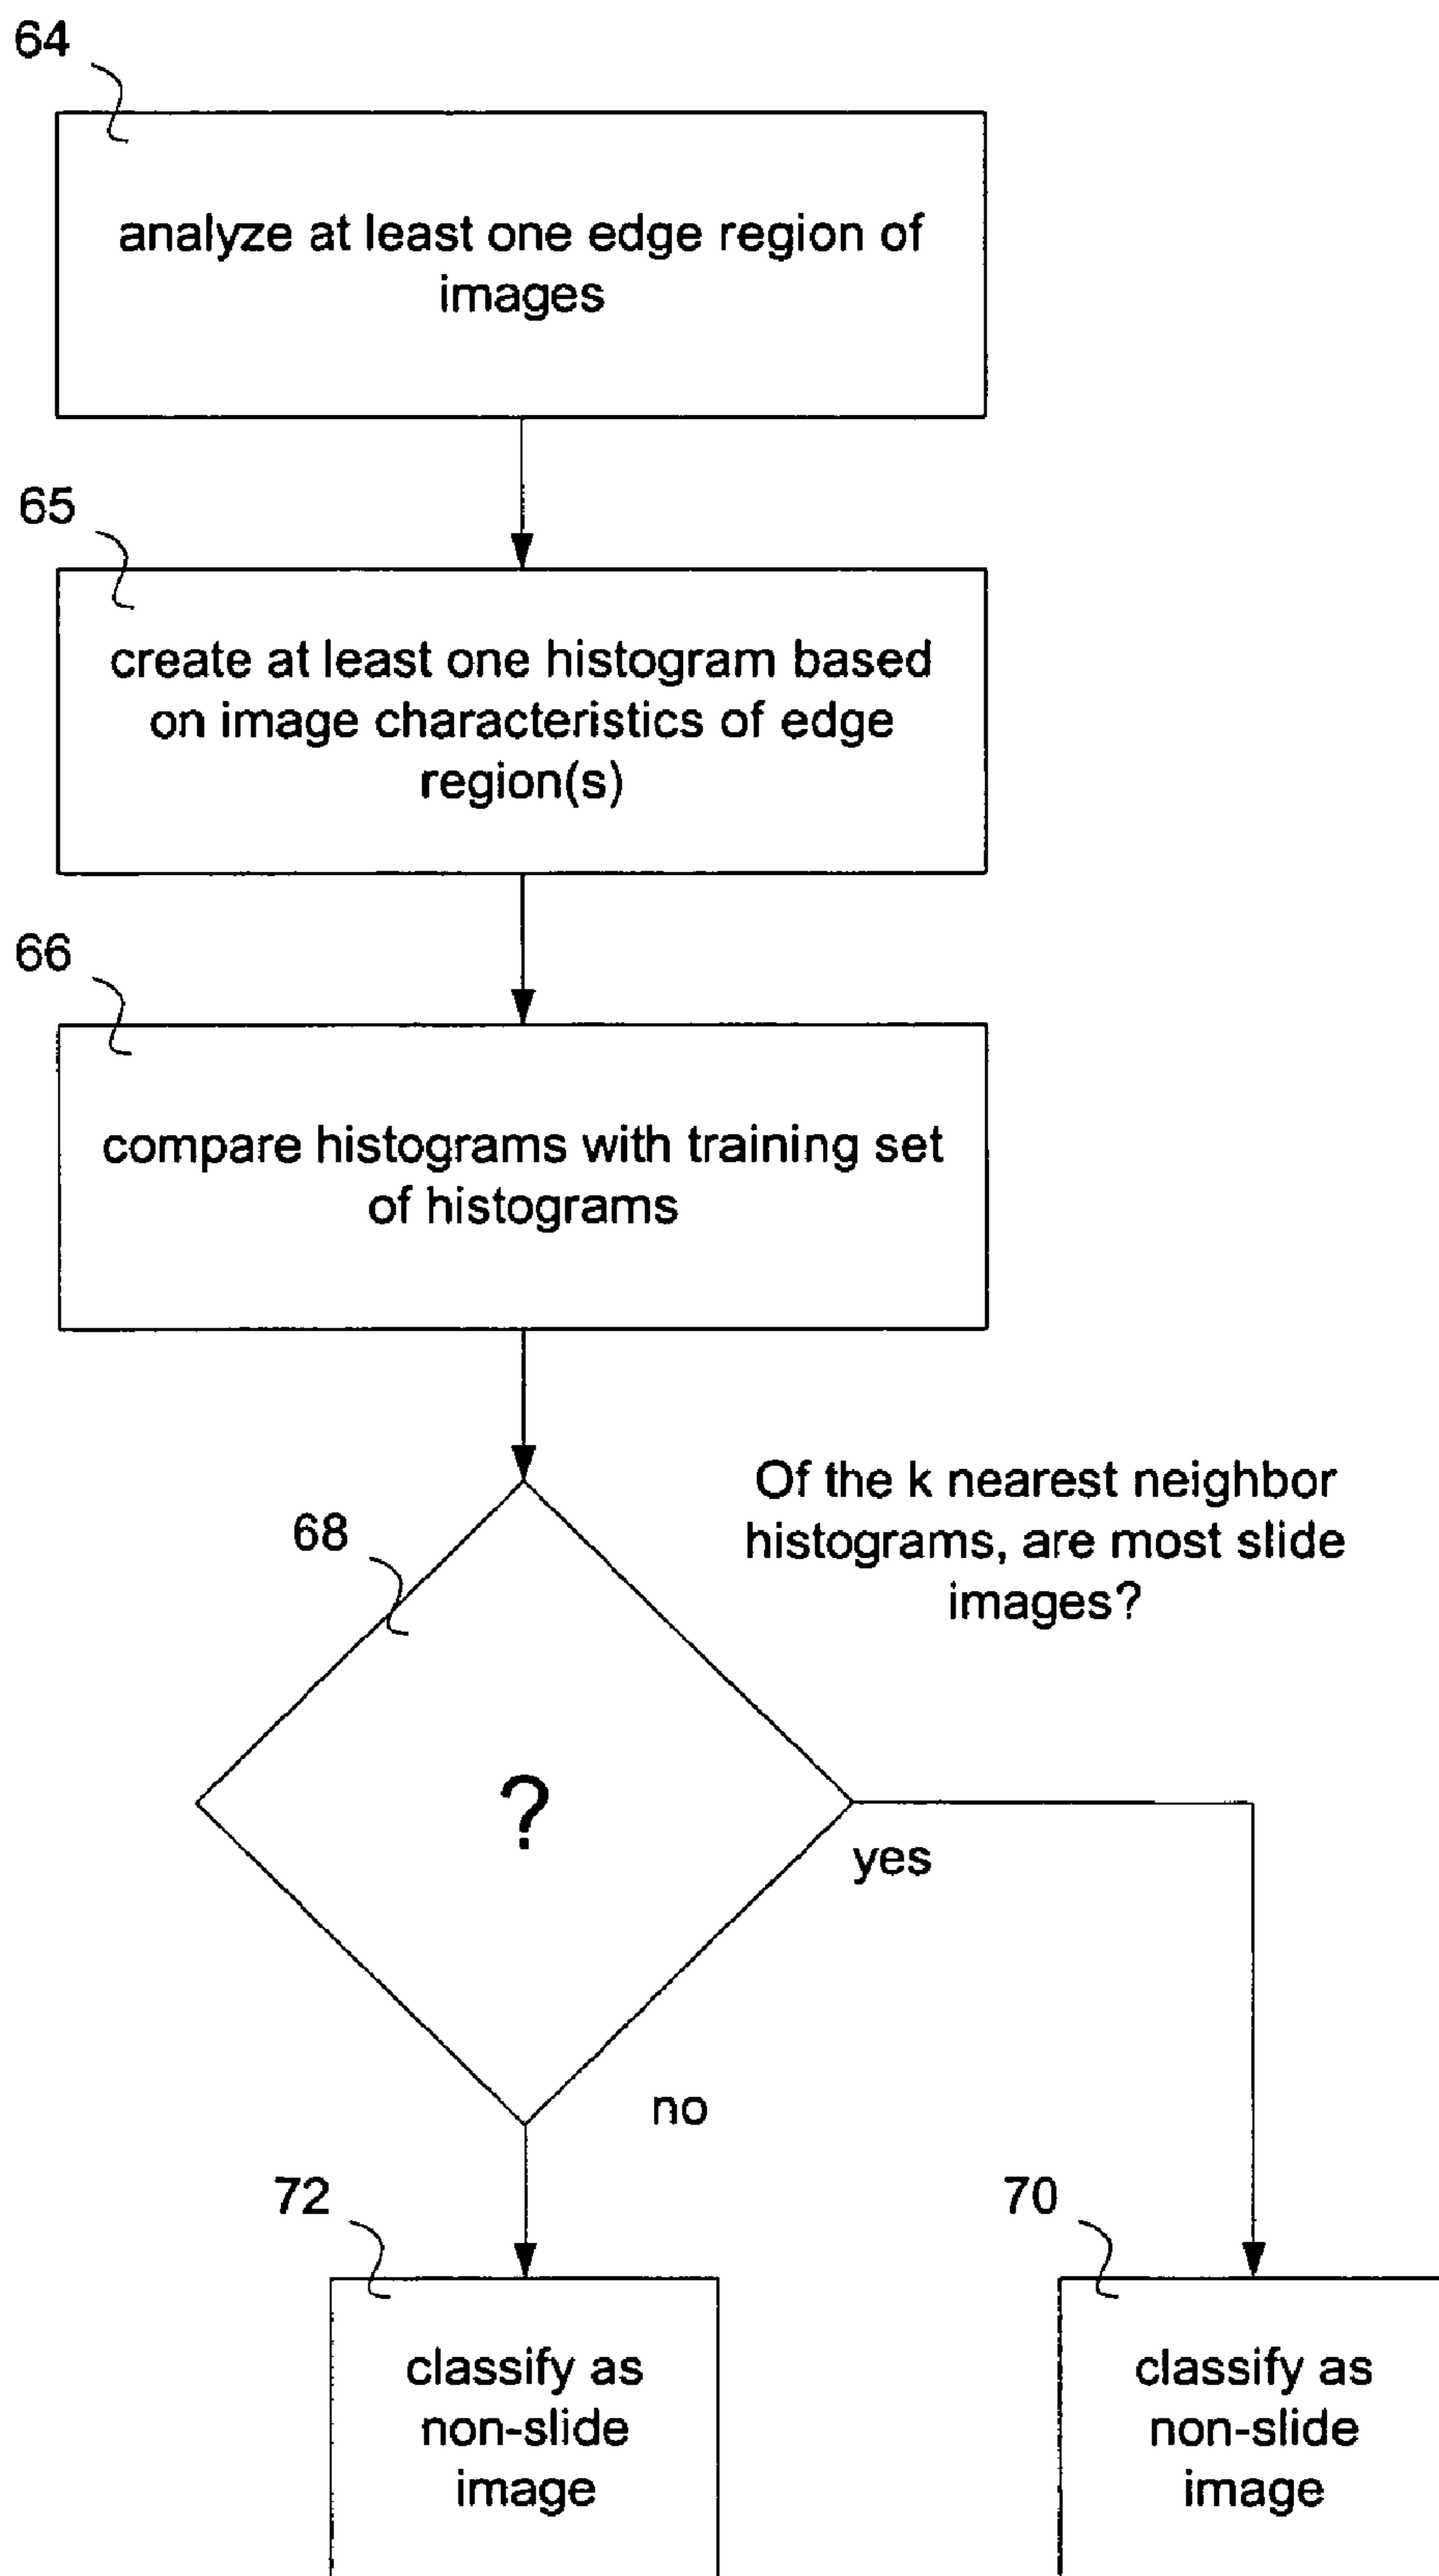 64
analyze at least one edge region of
images
65
create at least one histogram based
on image characteristics of edge
region(s)
66
compare histograms with training set
of histograms
Of the k nearest neighbor
histograms, are most slide
images?
68
?
yes
no
72
70
classify as
non-slide
image
classify as
non-slide
image